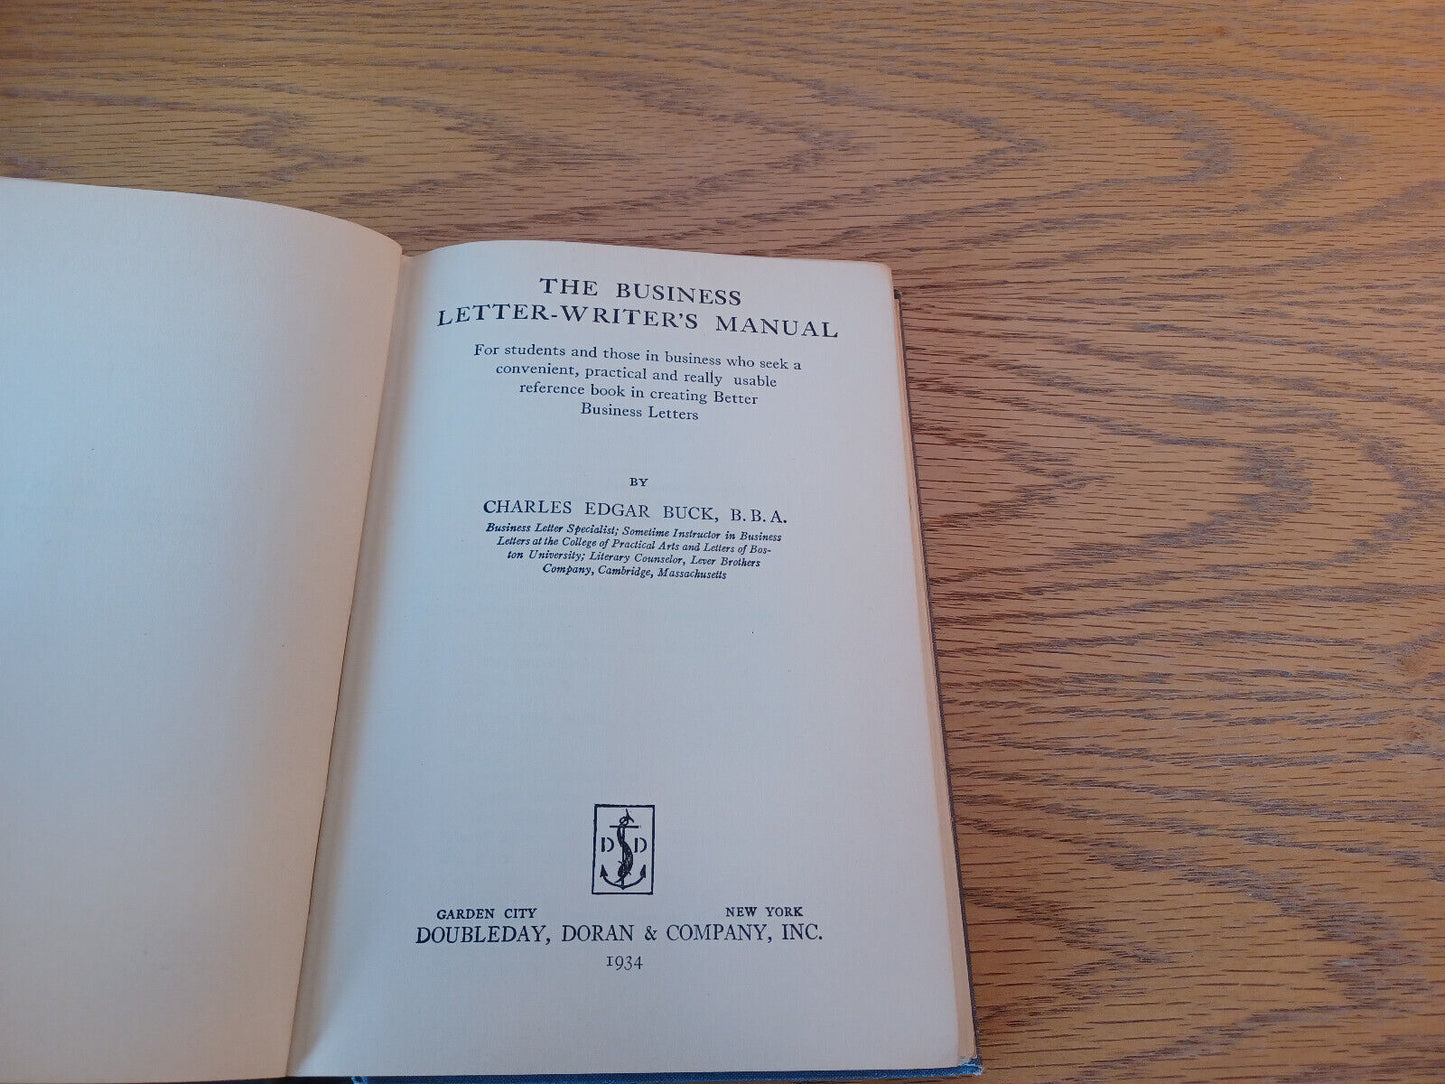 THE BUSINESS
LETTER-WRITER'S MANUAL
For students and those in business who seek a
convenient, practical and really usable
reference book in creating Better
Business Letters
BY
CHARLES EDGAR BUCK, B.B.A.
Business Letter Specialist; Sometime Instructor in Business
Letters at the College of Practical Arts and Letters of Bos-
ton University; Literary Counselor, Lever Brothers
Company, Cambridge, Massachusetts
D D
GARDEN CITY NEW YORK
DOUBLEDAY, DORAN & COMPANY, INC.
1934